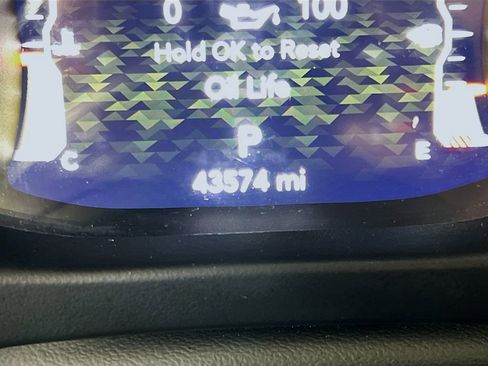 0 100
Hold OK to Reset
Oil Life
P
C E
43574 mi